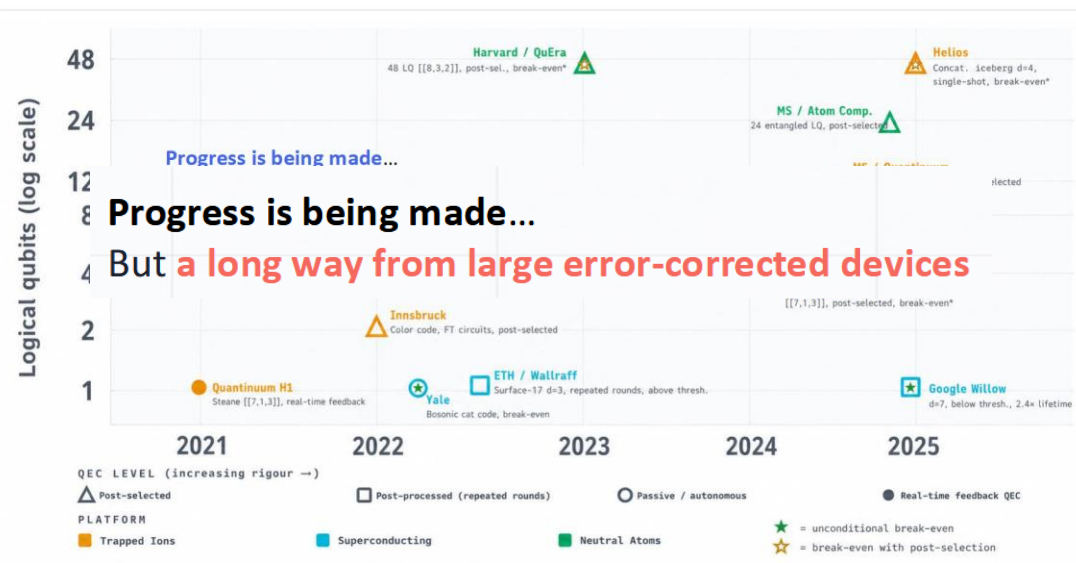 48
Harvard / QuEra
48 LQ [[8,3,2]], post-sel., break-even*
Helios
Concat. iceberg d=4,
single-shot, break-even*
24
MS / Atom Comp.
24 entangled LQ, post-selected
Progress is being made…
MS / Quantinuum
12
lected
Progress is being made…
8
But a long way from large error-corrected devices
4
[[7,1,3]], post-selected, break-even*
Logical qubits (log scale)
2
Innsbruck
Color code, FT circuits, post-selected
1
Quantinuum H1
Steane [[7,1,3]], real-time feedback
Yale
Bosonic cat code, break-even
ETH / Wallraff
Surface-17 d=3, repeated rounds, above thresh.
Google Willow
d=7, below thresh., 2.4× lifetime
2021 2022 2023 2024 2025
QEC LEVEL (increasing rigour →)
Post-selected Post-processed (repeated rounds) Passive / autonomous Real-time feedback QEC
PLATFORM
Trapped Ions Superconducting Neutral Atoms
= unconditional break-even
= break-even with post-selection